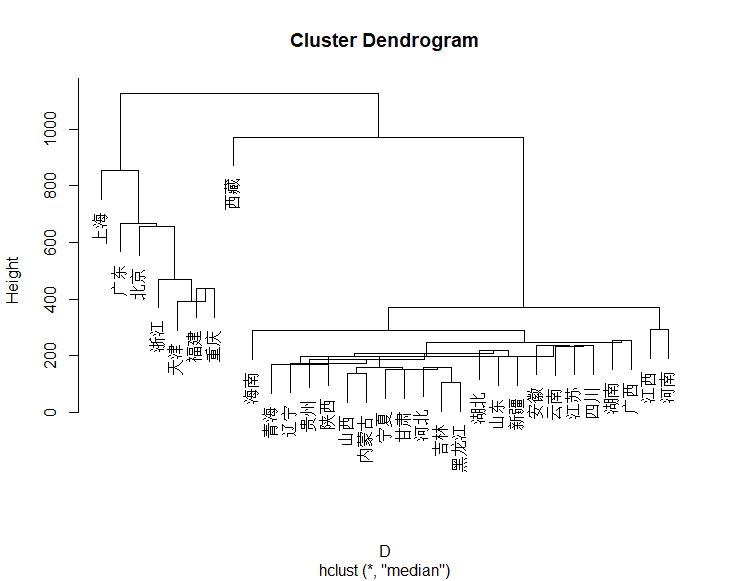 Cluster Dendrogram
Height
0
200
400
600
800
1000
上海
广东
北京
浙江
天津
福建
重庆
西藏
海南
青海
辽宁
贵州
陕西
山西
内蒙古
宁夏
甘肃
河北
吉林
黑龙江
湖北
山东
新疆
安徽
云南
江苏
四川
湖南
广西
江西
河南
D
hclust (*, "median")